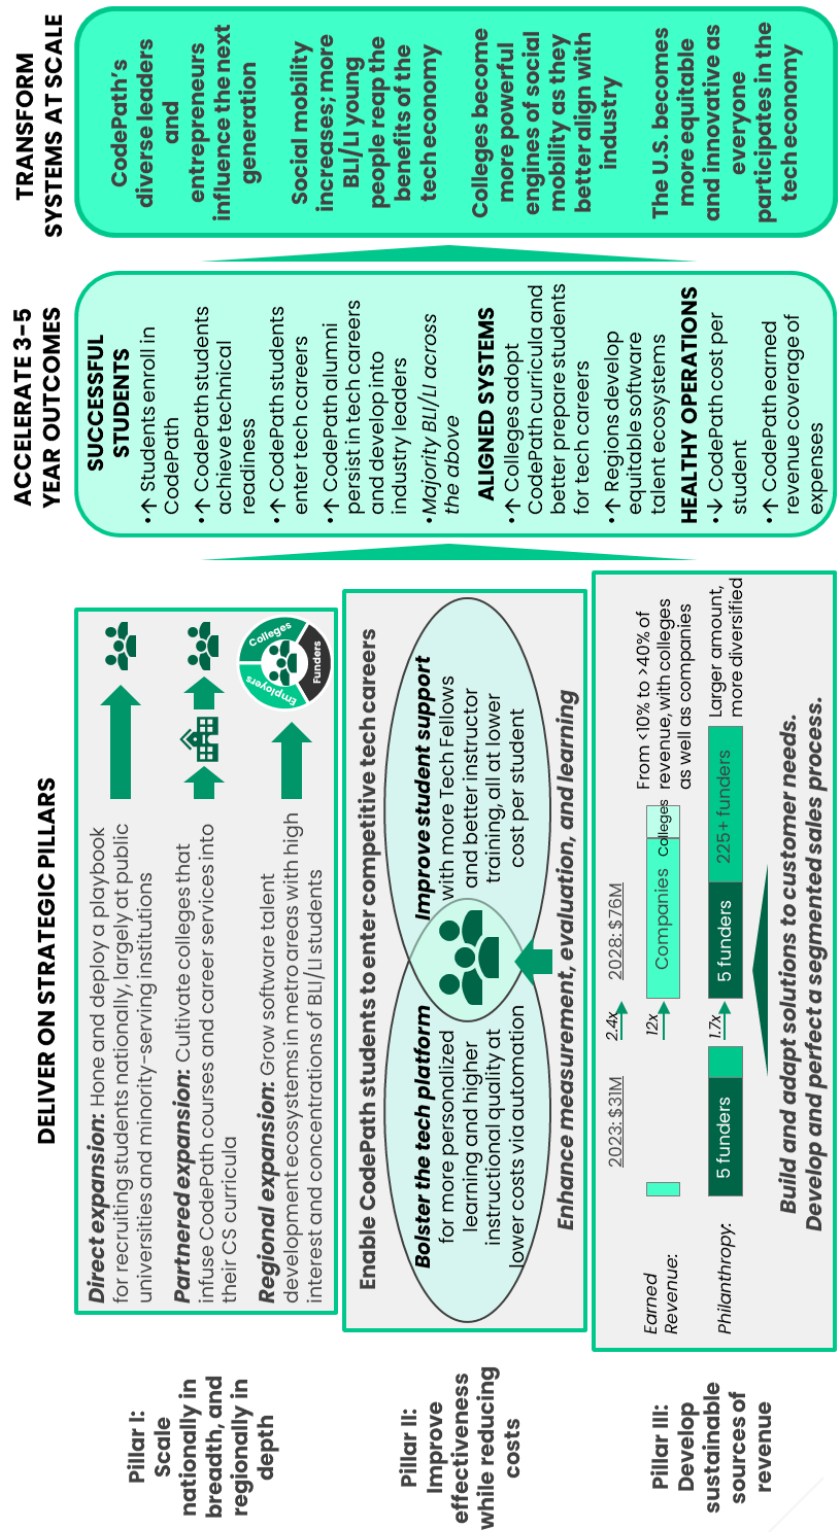 DELIVER ON STRATEGIC PILLARS
Pillar I:
Scale
nationally in
breadth, and
regionally in
depth
Direct expansion: Hone and deploy a playbook
for recruiting students nationally, largely at public
universities and minority-serving institutions
Partnered expansion: Cultivate colleges that
infuse CodePath courses and career services into
their CS curricula
Regional expansion: Grow software talent
development ecosystems in metro areas with high
interest and concentrations of BLI/LI students
Employers
Colleges
Funders
Pillar II:
Improve
effectiveness
while reducing
costs
Enable CodePath students to enter competitive tech careers
Bolster the tech platform
for more personalized
learning and higher
instructional quality at
lower costs via automation
Improve student support
with more Tech Fellows
and better instructor
training, all at lower
cost per student
Enhance measurement, evaluation, and learning
Pillar III:
Develop
sustainable
sources of
revenue
2023: $31M
2.4x
2028: $76M
Earned
Revenue:
12x
Companies
Colleges
From <10% to >40% of
revenue, with colleges
as well as companies
Philanthropy:
5 funders
1.7x
5 funders
225+ funders
Larger amount,
more diversified
Build and adapt solutions to customer needs.
Develop and perfect a segmented sales process.
ACCELERATE 3–5
YEAR OUTCOMES
SUCCESSFUL
STUDENTS
• ↑ Students enroll in
CodePath
• ↑ CodePath students
achieve technical
readiness
• ↑ CodePath students
enter tech careers
• ↑ CodePath alumni
persist in tech careers
and develop into
industry leaders
• Majority BLI/LI across
the above
ALIGNED SYSTEMS
• ↑ Colleges adopt
CodePath curricula and
better prepare students
for tech careers
• ↑ Regions develop
equitable software
talent ecosystems
HEALTHY OPERATIONS
• ↓ CodePath cost per
student
• ↑ CodePath earned
revenue coverage of
expenses
TRANSFORM
SYSTEMS AT SCALE
CodePath's
diverse leaders
and
entrepreneurs
influence the next
generation
Social mobility
increases; more
BLI/LI young
people reap the
benefits of the
tech economy
Colleges become
more powerful
engines of social
mobility as they
better align with
industry
The U.S. becomes
more equitable
and innovative as
everyone
participates in the
tech economy